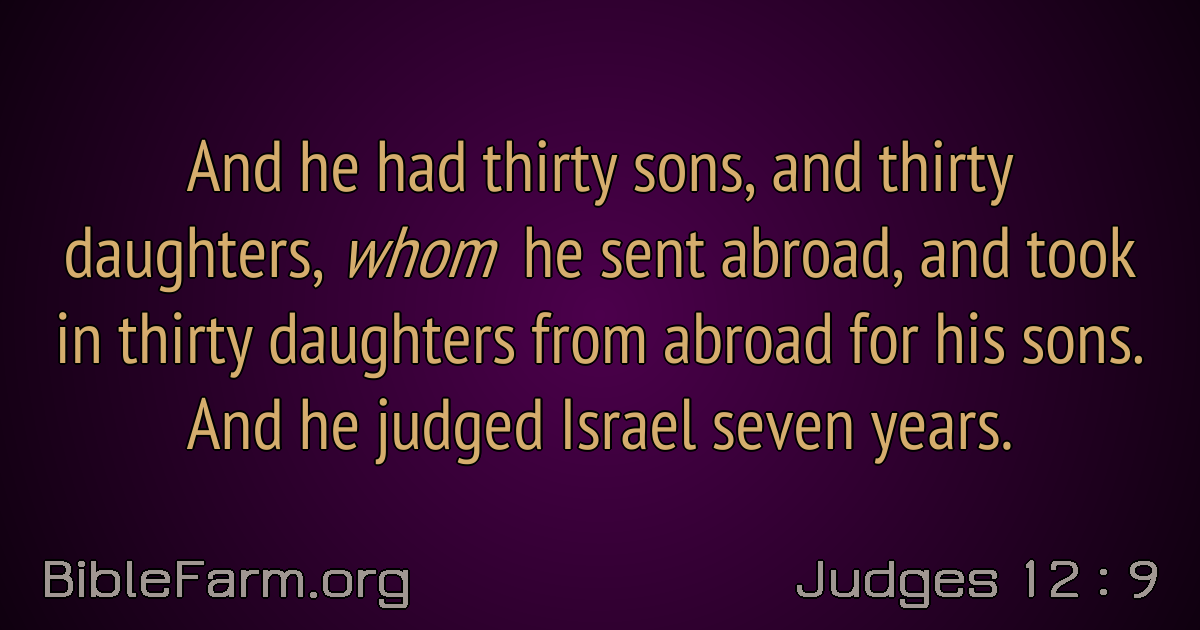 And he had thirty sons, and thirty
daughters, whom he sent abroad, and took
in thirty daughters from abroad for his sons.
And he judged Israel seven years.
BibleFarm.org
Judges 12 : 9